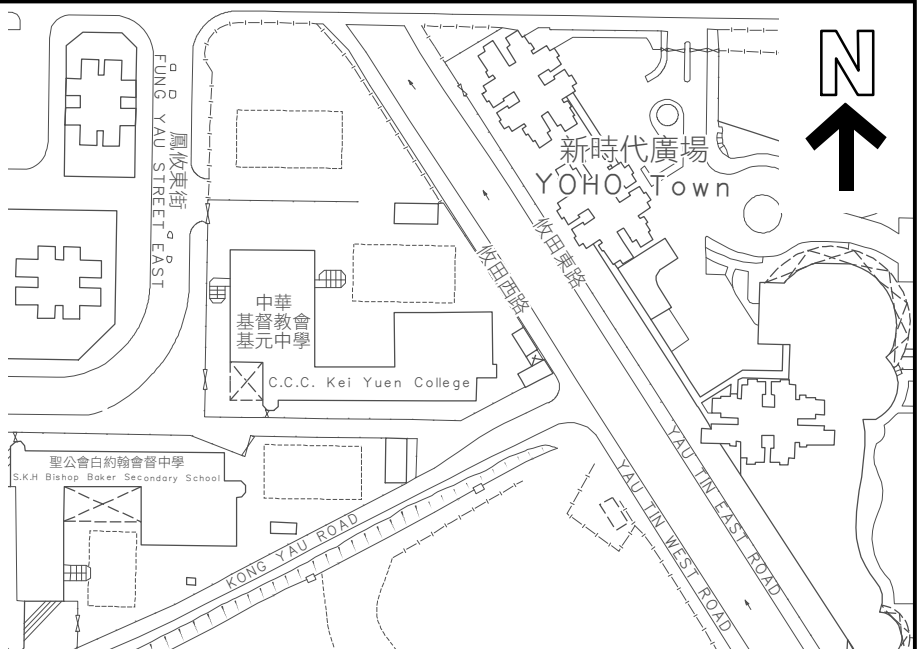 N
鳳攸東街
FUNG YAU STREET EAST
新時代廣場
YOHO Town
攸田東路
攸田西路
中華
基督教會
基元中學
C.C.C. Kei Yuen College
聖公會白約翰會督中學
S.K.H Bishop Baker Secondary School
KONG YAU ROAD
YAU TIN EAST ROAD
YAU TIN WEST ROAD